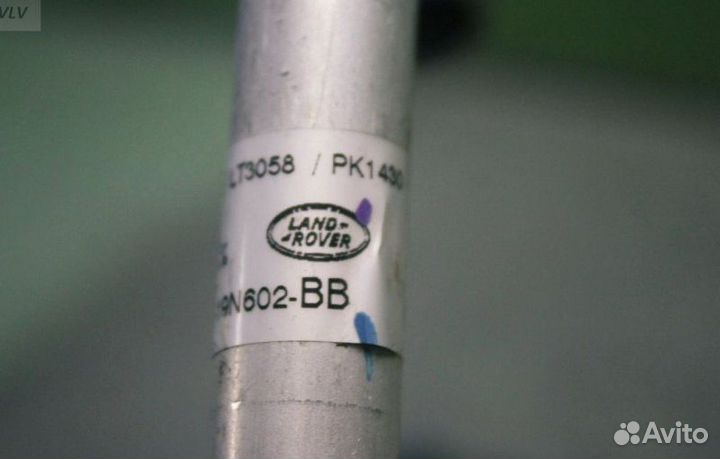 VLV
LT3058 / PK1430
LAND-
-ROVER
9N602-BB
Avito